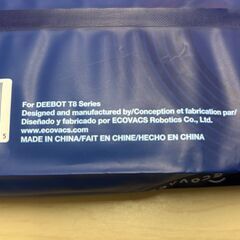 For DEEBOT T8 Series
Designed and manufactured by/Conception et fabrication par/
Diseñado y fabricado por ECOVACS Robotics Co., Ltd.
www.ecovacs.com
MADE IN CHINA/FAIT EN CHINE/HECHO EN CHINA
5